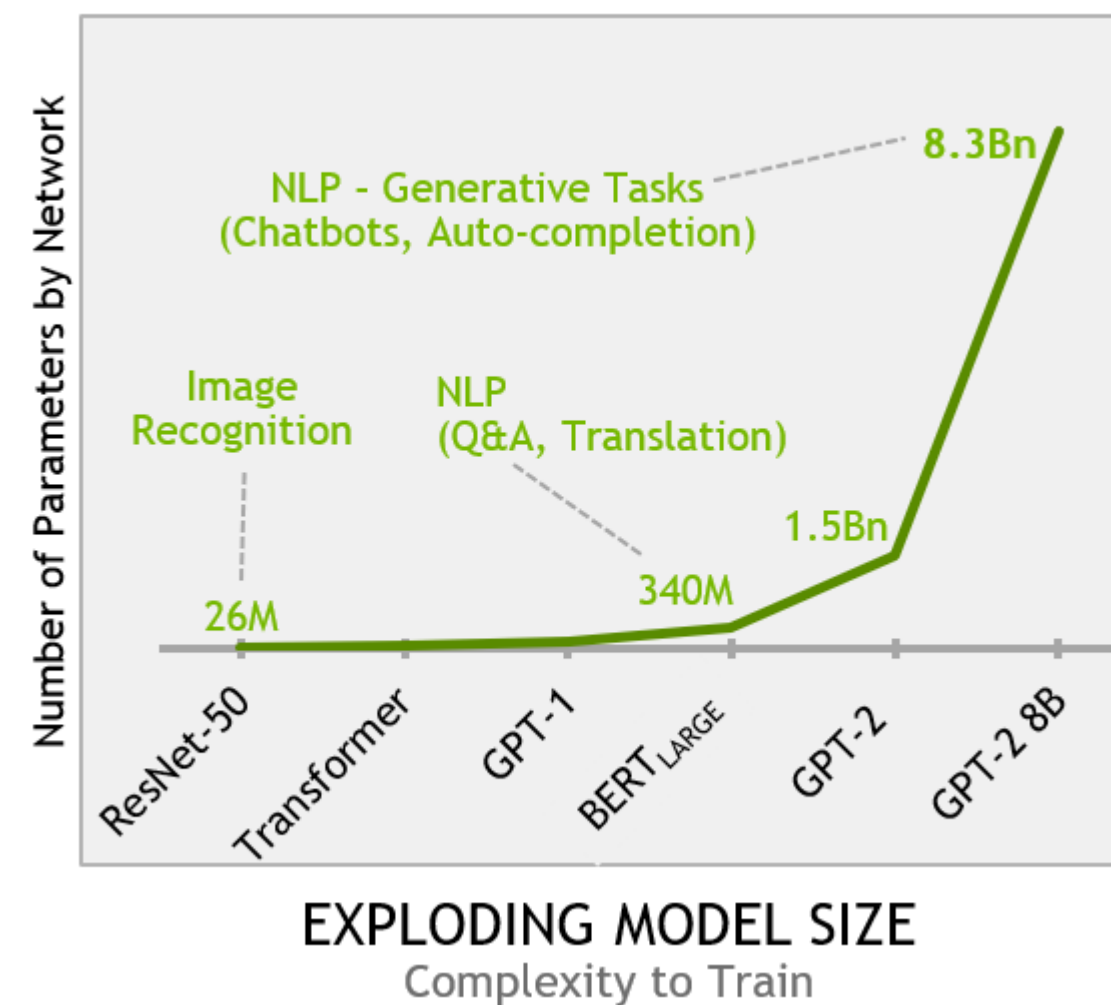 Number of Parameters by Network
8.3Bn
NLP - Generative Tasks
(Chatbots, Auto-completion)
Image
Recognition
NLP
(Q&A, Translation)
1.5Bn
340M
26M
ResNet-50
Transformer
GPT-1
BERTLARGE
GPT-2
GPT-2 8B
EXPLODING MODEL SIZE
Complexity to Train